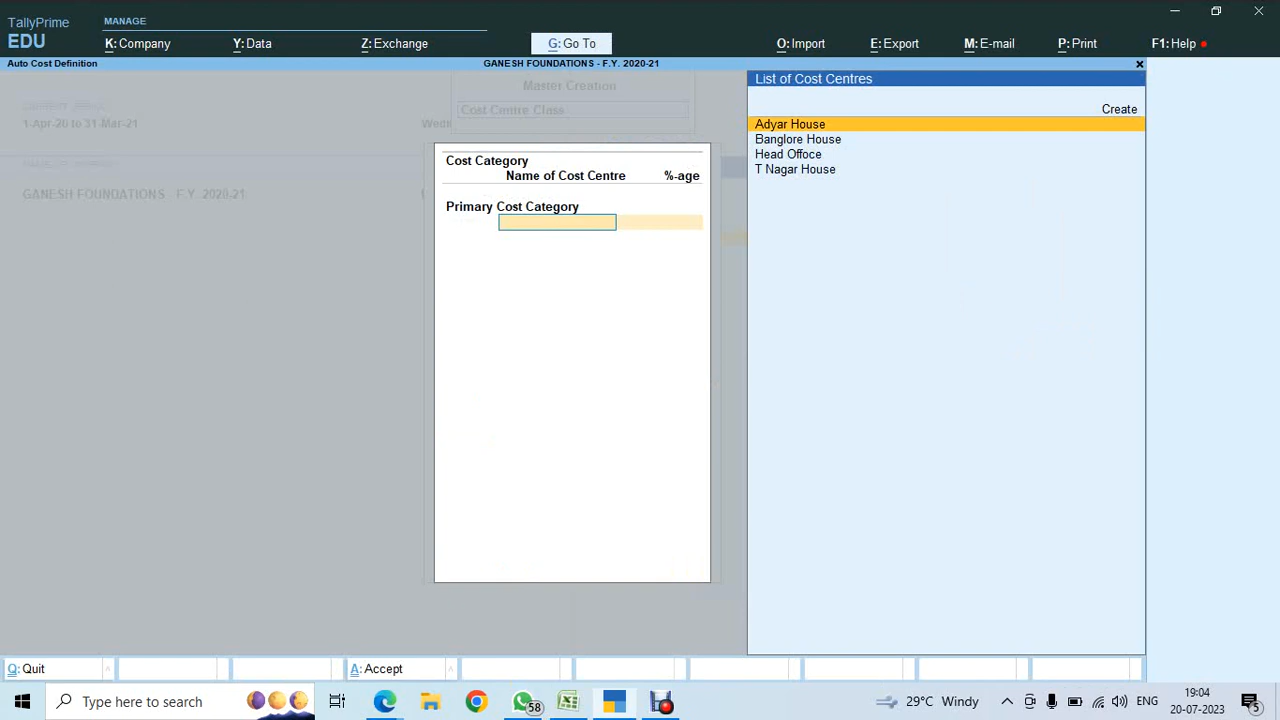 TallyPrime
EDU
MANAGE
K: Company
Y: Data
Z: Exchange
G: Go To
O: Import
E: Export
M: E-mail
P: Print
F1: Help
Auto Cost Definition
GANESH FOUNDATIONS - F.Y. 2020-21
Master Creation
Cost Centre Class
1-Apr-20 to 31-Mar-21
GANESH FOUNDATIONS - F.Y. 2020-21
Cost Category
Name of Cost Centre
%-age
Primary Cost Category
List of Cost Centres
Create
Adyar House
Banglore House
Head Offoce
T Nagar House
Q: Quit
A: Accept
Type here to search
58
29°C Windy
ENG
19:04
20-07-2023
5